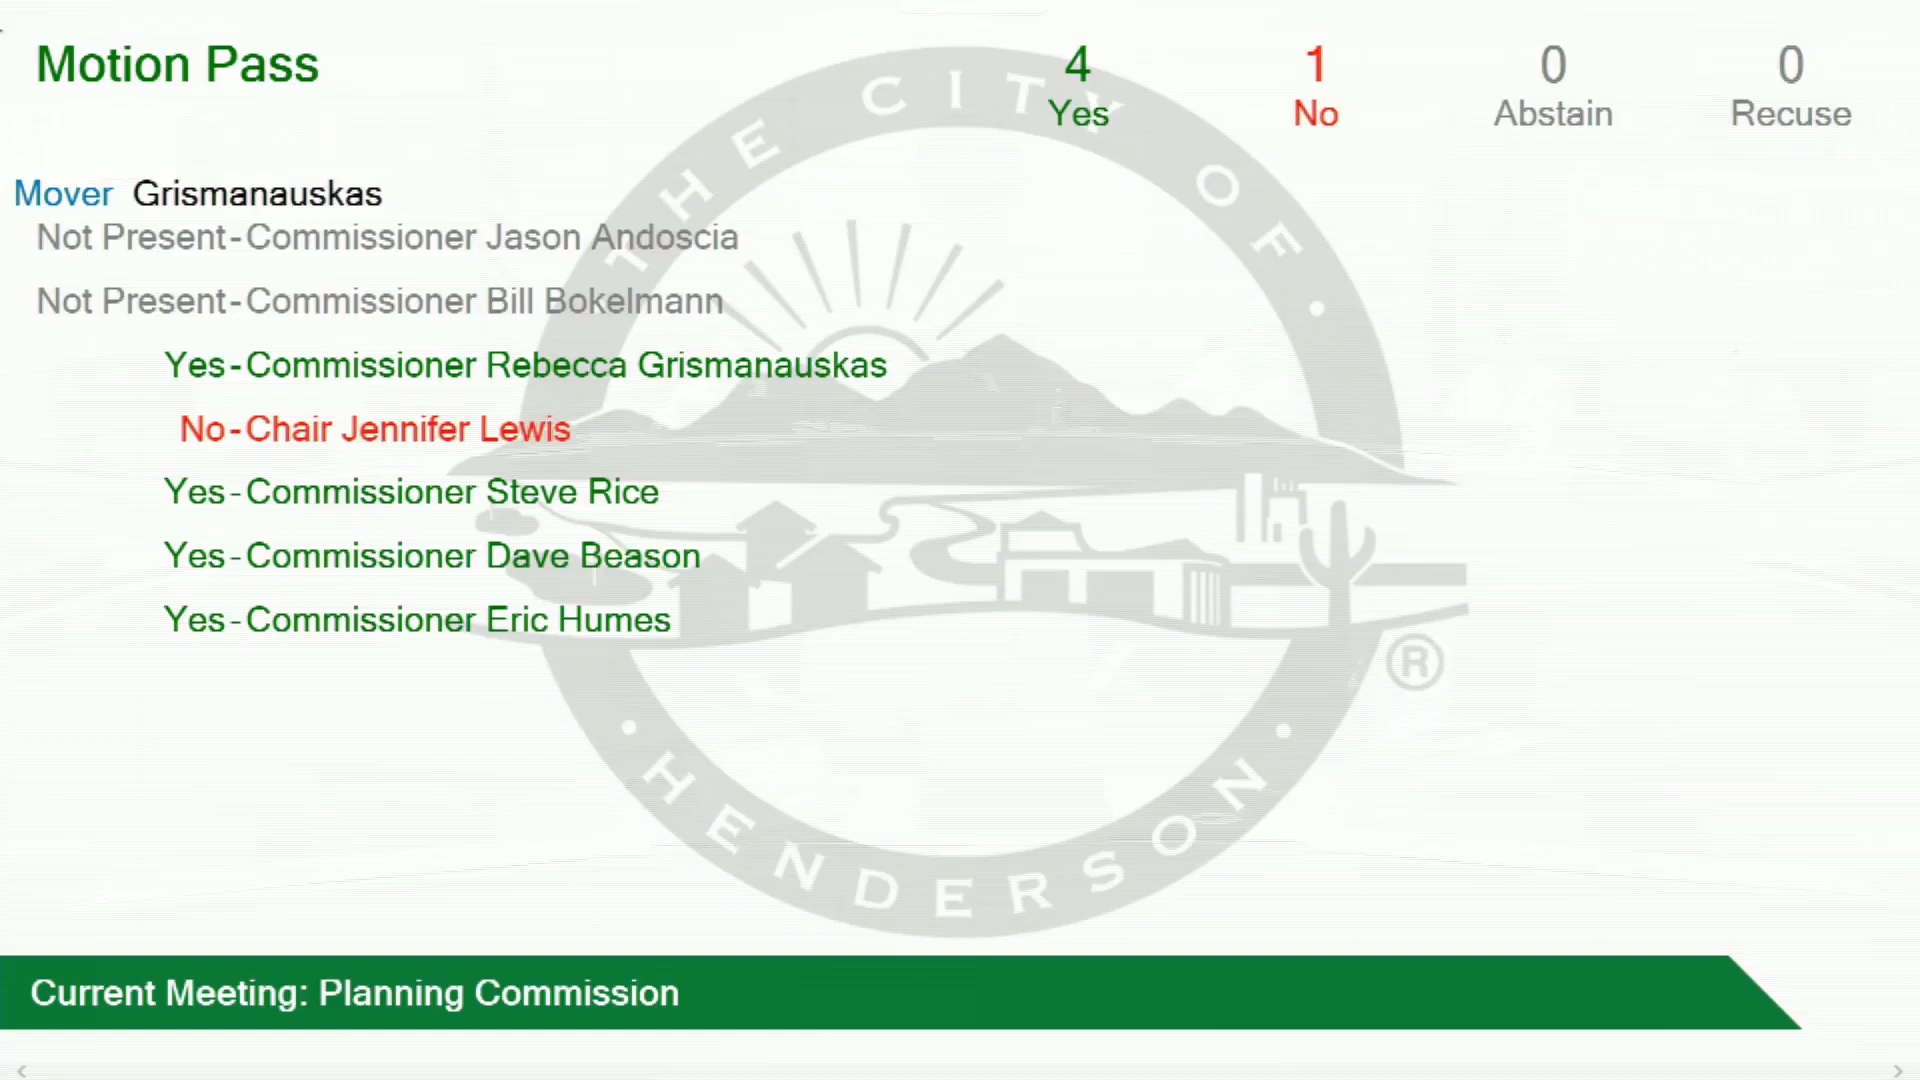 Motion Pass
4 Yes
1 No
0 Abstain
0 Recuse
Mover Grismanauskas
Not Present - Commissioner Jason Andoscia
Not Present - Commissioner Bill Bokelmann
Yes - Commissioner Rebecca Grismanauskas
No - Chair Jennifer Lewis
Yes - Commissioner Steve Rice
Yes - Commissioner Dave Beason
Yes - Commissioner Eric Humes
THE CITY OF
HENDERSON
®
Current Meeting: Planning Commission